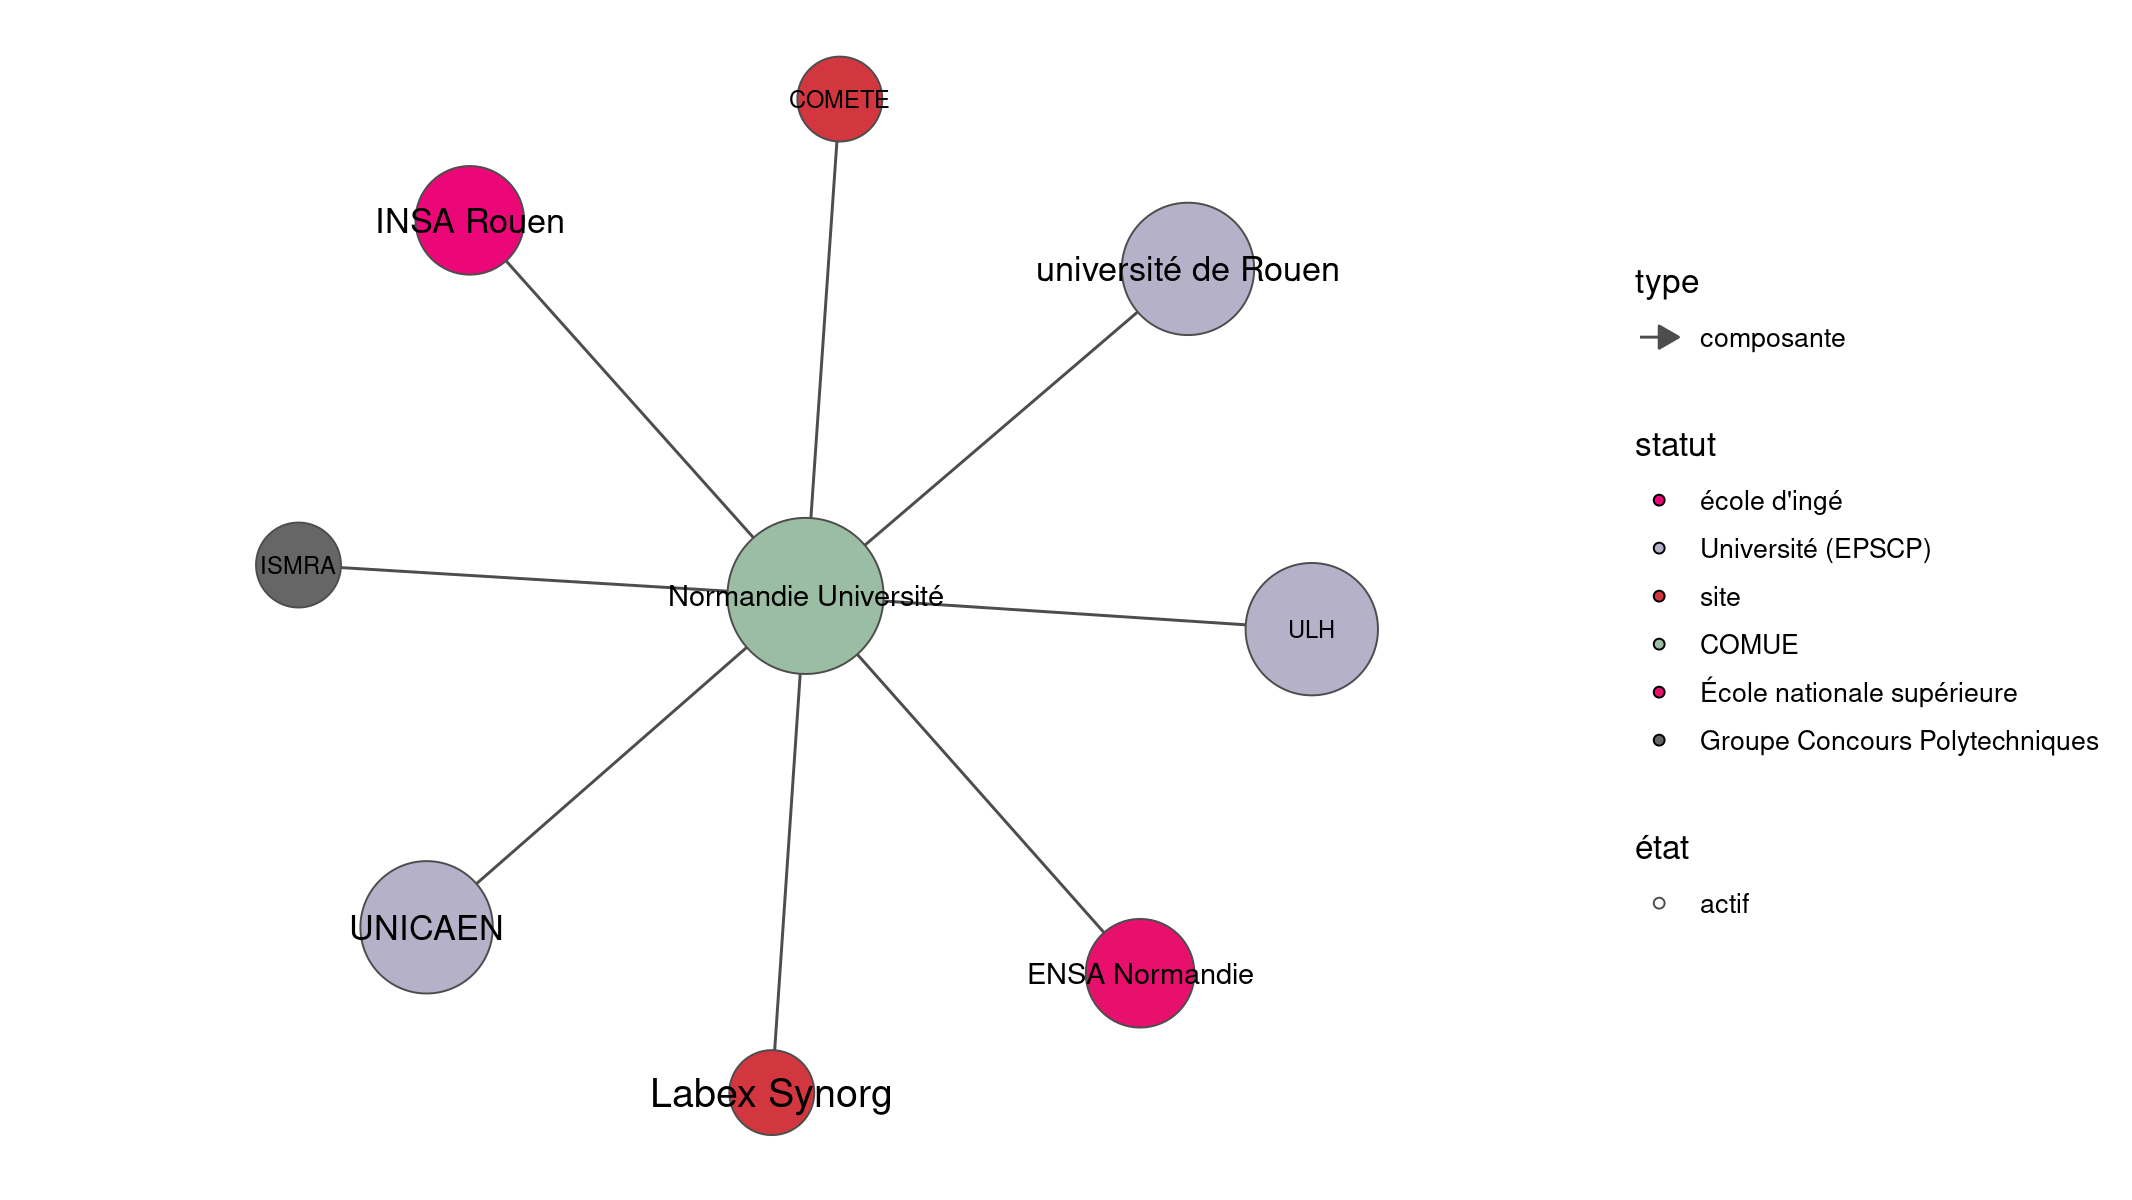 COMETE
INSA Rouen
université de Rouen
ISMRA
Normandie Université
ULH
UNICAEN
ENSA Normandie
Labex Synorg
type
composante
statut
école d'ingé
Université (EPSCP)
site
COMUE
École nationale supérieure
Groupe Concours Polytechniques
état
actif